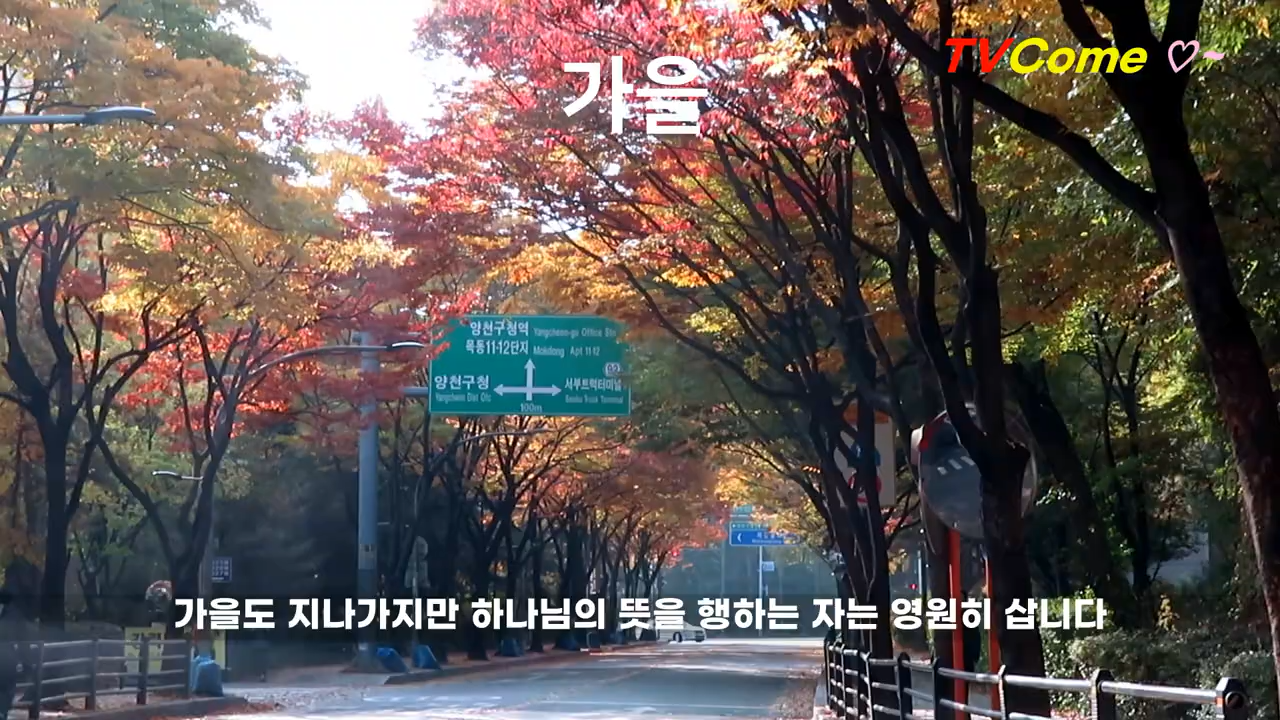 TVCome ♡~
가을
양천구청역 Yangcheon-gu Office Stn
목동11·12단지 Mokdong Apt 11·12
양천구청
서부트럭터미널
Yangcheon Dist Ofc
Seobu Truck Terminal
100m
가을도 지나가지만 하나님의 뜻을 행하는 자는 영원히 삽니다